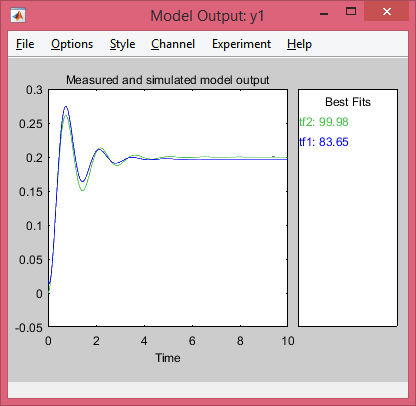 Model Output: y1
File Options Style Channel Experiment Help
Measured and simulated model output
0.3
0.25
0.2
0.15
0.1
0.05
0
-0.05
0 2 4 6 8 10
Time
Best Fits
tf2: 99.98
tf1: 83.65